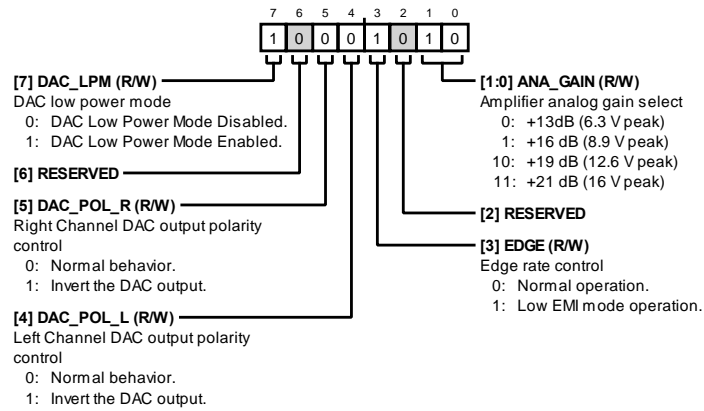 7 6 5 4 3 2 1 0
1 0 0 0 1 0 1 0
[7] DAC_LPM (R/W)
DAC low power mode
0: DAC Low Power Mode Disabled.
1: DAC Low Power Mode Enabled.
[6] RESERVED
[5] DAC_POL_R (R/W)
Right Channel DAC output polarity
control
0: Normal behavior.
1: Invert the DAC output.
[4] DAC_POL_L (R/W)
Left Channel DAC output polarity
control
0: Normal behavior.
1: Invert the DAC output.
[1:0] ANA_GAIN (R/W)
Amplifier analog gain select
0: +13dB (6.3 V peak)
1: +16 dB (8.9 V peak)
10: +19 dB (12.6 V peak)
11: +21 dB (16 V peak)
[2] RESERVED
[3] EDGE (R/W)
Edge rate control
0: Normal operation.
1: Low EMI mode operation.